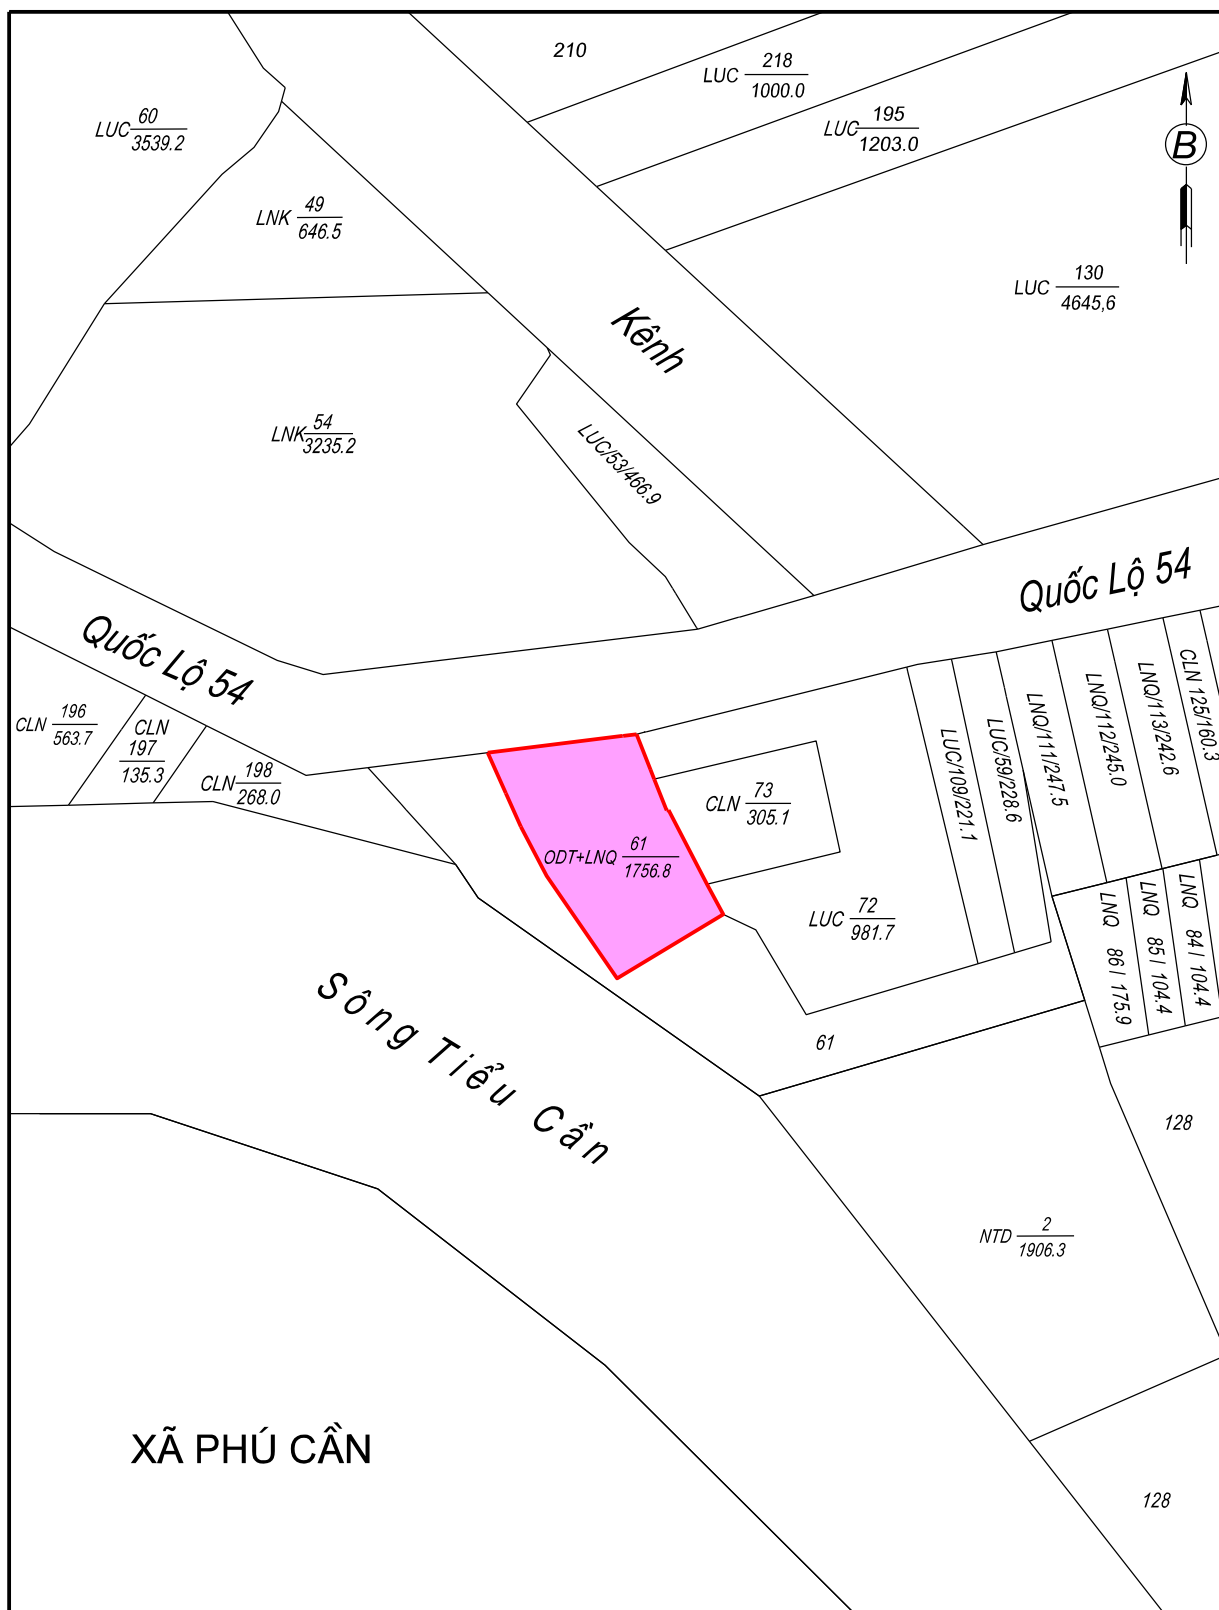 210
LUC 218
1000.0
LUC 195
1203.0
LUC 60
3539.2
B
LNK 49
646.5
LUC 130
4645,6
Kênh
LNK 54
3235.2
LUC/53/466.9
Quốc Lộ 54
Quốc Lộ 54
CLN 196
563.7
CLN
197
135.3
CLN 198
268.0
CLN 73
305.1
ODT+LNQ 61
1756.8
LUC 72
981.7
LUC/109/221.1
LUC/59/228.6
LNQ/111/247.5
LNQ/112/245.0
LNQ/113/242.6
CLN 125/160.3
LNQ 86/ 175.9
LNQ 85/ 104.4
LNQ 84/ 104.4
Sông Tiểu Cần
61
128
NTD 2
1906.3
XÃ PHÚ CẦN
128